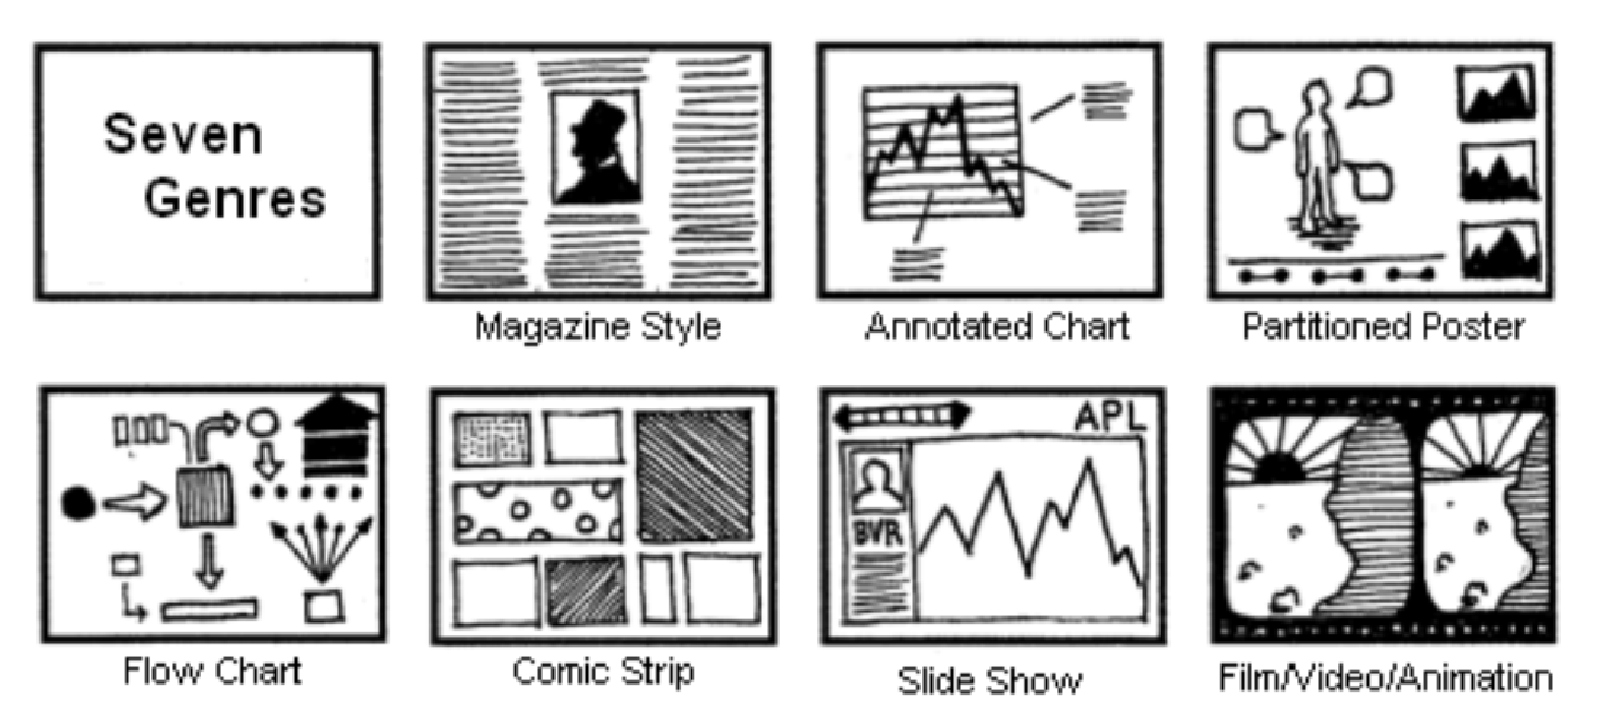 Seven
Genres
Magazine Style
Annotated Chart
Partitioned Poster
Flow Chart
Comic Strip
APL
BVR
Slide Show
Film/Video/Animation